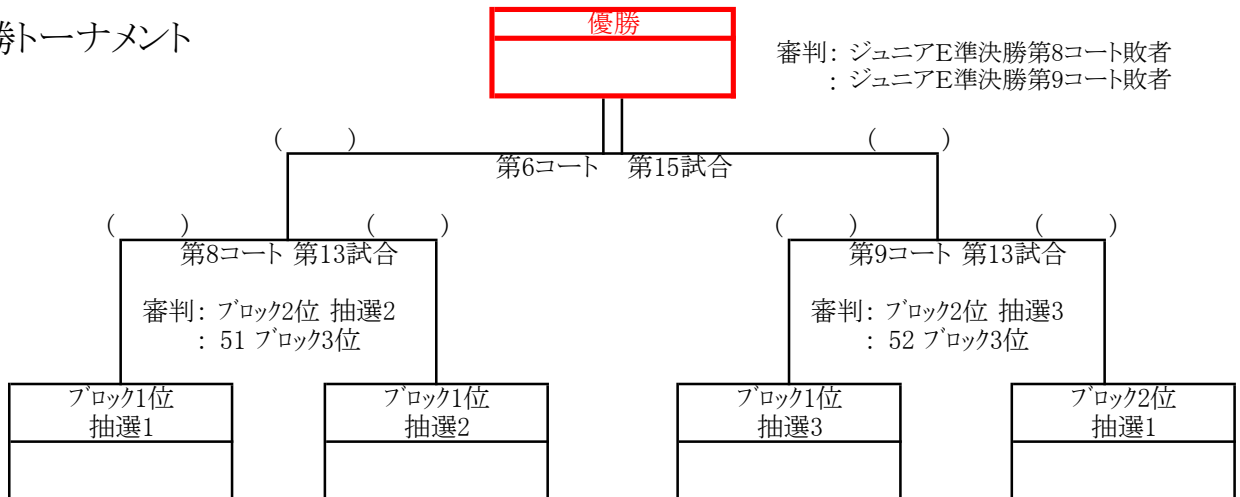 勝トーナメント
優勝
審判: ジュニアE準決勝第8コート敗者
: ジュニアE準決勝第9コート敗者
( ) ( )
第6コート 第15試合
( ) ( ) ( ) ( )
第8コート 第13試合 第9コート 第13試合
審判: ブロック2位 抽選2 審判: ブロック2位 抽選3
: 51 ブロック3位 : 52 ブロック3位
ブロック1位 ブロック1位 ブロック1位 ブロック2位
抽選1 抽選2 抽選3 抽選1